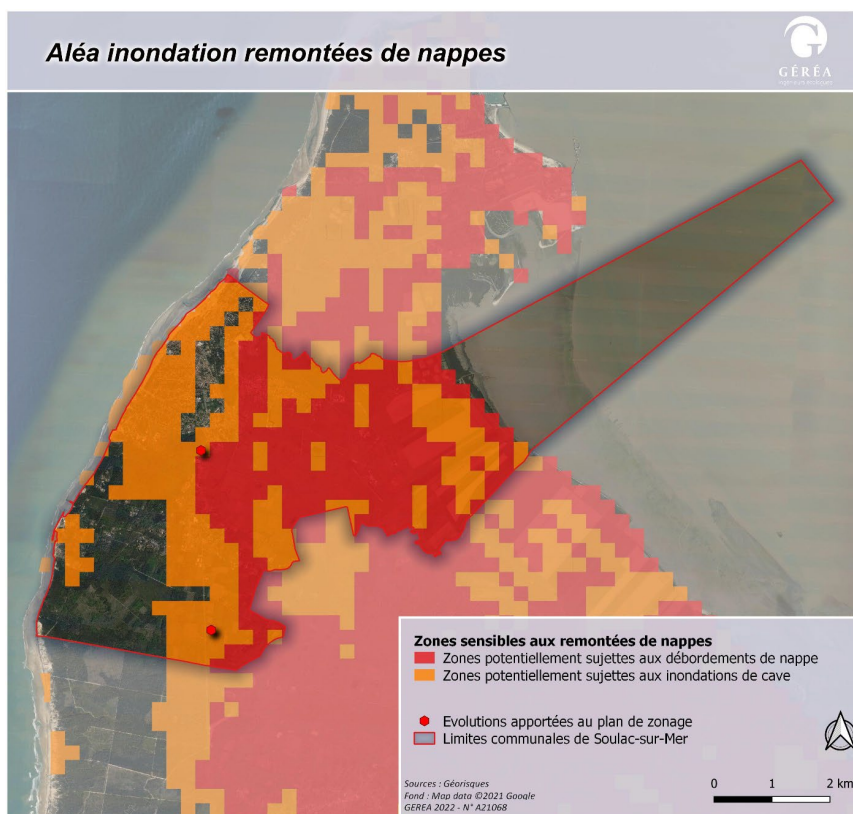 Aléa inondation remontées de nappes
GÉRÉA
Zones sensibles aux remontées de nappes
Zones potentiellement sujettes aux débordements de nappe
Zones potentiellement sujettes aux inondations de cave
Evolutions apportées au plan de zonage
Limites communales de Soulac-sur-Mer
Sources : Géorisques
Fond : Map data ©2021 Google
GEREA 2022 - N° A21068
0 1 2 km